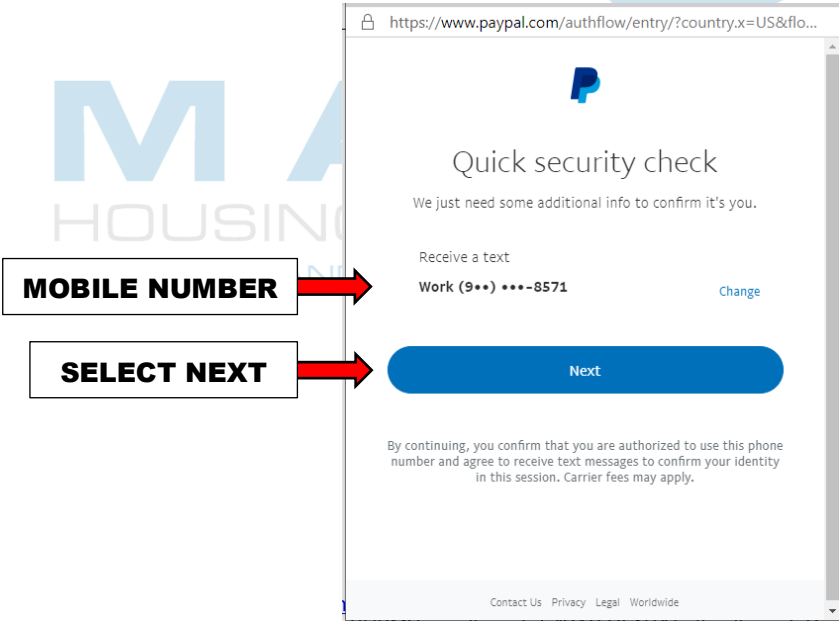 https://www.paypal.com/authflow/entry/?country.x=US&flo...
Quick security check
We just need some additional info to confirm it's you.
HOUSIN
Receive a text
MOBILE NUMBER
Work (9••) •••-8571
Change
SELECT NEXT
Next
By continuing, you confirm that you are authorized to use this phone
number and agree to receive text messages to confirm your identity
in this session. Carrier fees may apply.
Contact Us Privacy Legal Worldwide